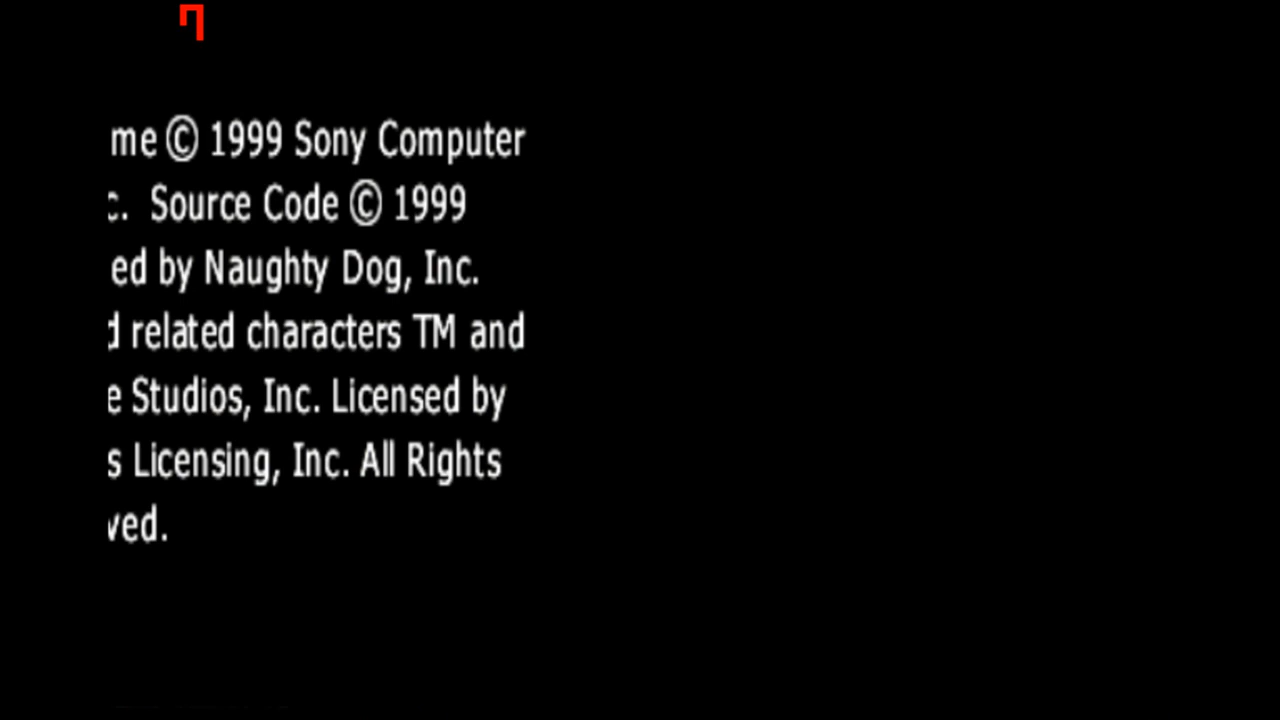 me © 1999 Sony Computer
c. Source Code © 1999
ed by Naughty Dog, Inc.
d related characters TM and
e Studios, Inc. Licensed by
s Licensing, Inc. All Rights
ved.